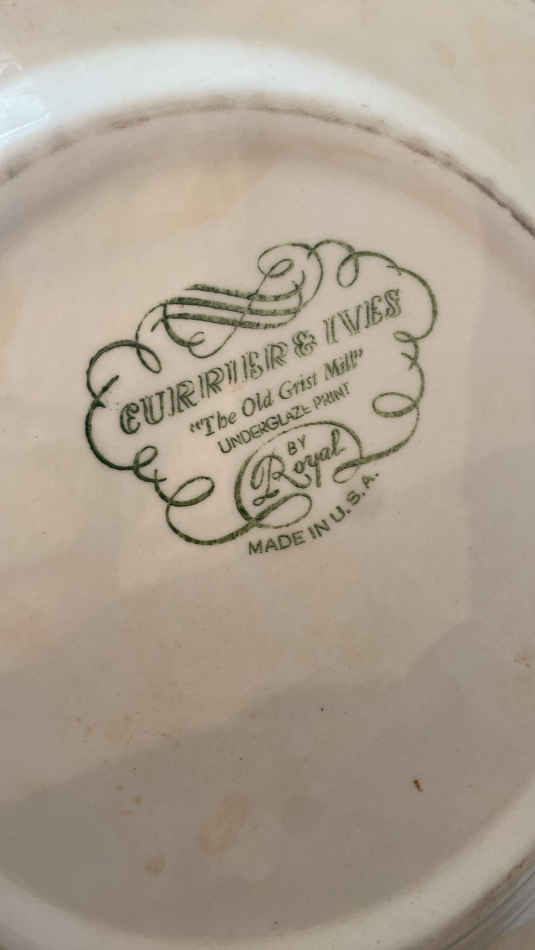 CURRIER & IVES
"The Old Grist Mill"
UNDERGLAZE PRINT
BY
Royal
MADE IN U.S.A.